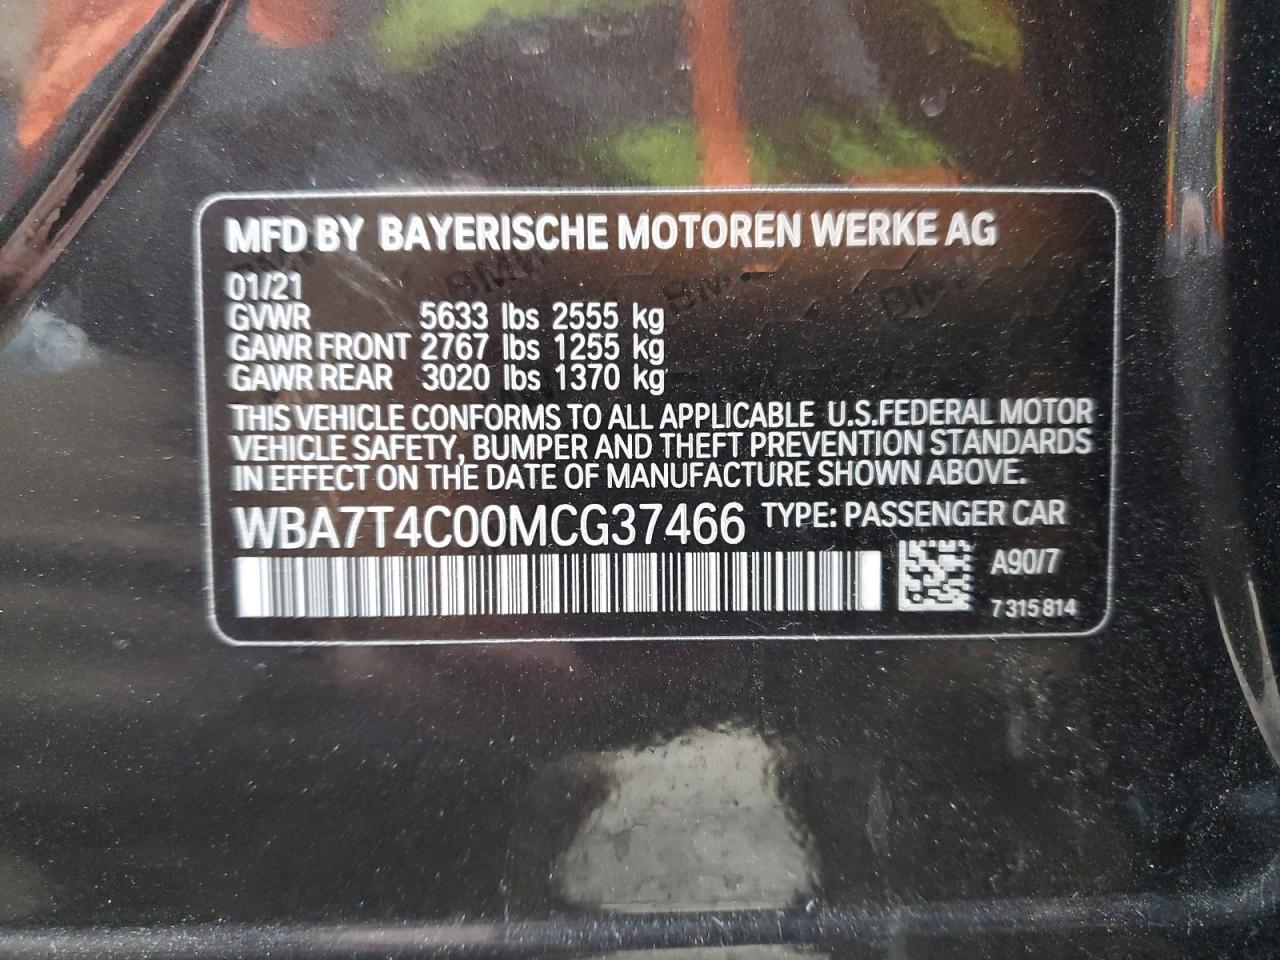 MFD BY BAYERISCHE MOTOREN WERKE AG
01/21
GVWR 5633 lbs 2555 kg
GAWR FRONT 2767 lbs 1255 kg
GAWR REAR 3020 lbs 1370 kg
THIS VEHICLE CONFORMS TO ALL APPLICABLE U.S.FEDERAL MOTOR
VEHICLE SAFETY, BUMPER AND THEFT PREVENTION STANDARDS
IN EFFECT ON THE DATE OF MANUFACTURE SHOWN ABOVE.
WBA7T4C00MCG37466 TYPE: PASSENGER CAR
A90/7
7 315 814